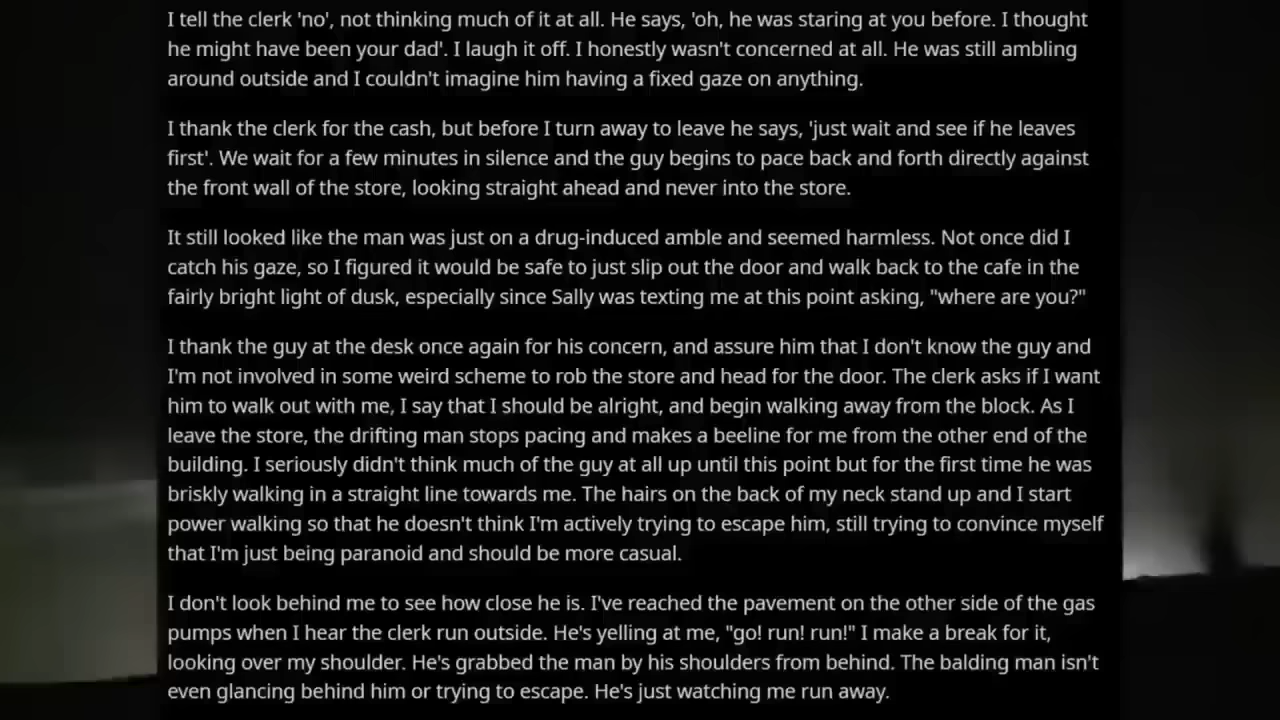 I tell the clerk 'no', not thinking much of it at all. He says, 'oh, he was staring at you before. I thought
he might have been your dad'. I laugh it off. I honestly wasn't concerned at all. He was still ambling
around outside and I couldn't imagine him having a fixed gaze on anything.
I thank the clerk for the cash, but before I turn away to leave he says, 'just wait and see if he leaves
first'. We wait for a few minutes in silence and the guy begins to pace back and forth directly against
the front wall of the store, looking straight ahead and never into the store.
It still looked like the man was just on a drug-induced amble and seemed harmless. Not once did I
catch his gaze, so I figured it would be safe to just slip out the door and walk back to the cafe in the
fairly bright light of dusk, especially since Sally was texting me at this point asking, "where are you?"
I thank the guy at the desk once again for his concern, and assure him that I don't know the guy and
I'm not involved in some weird scheme to rob the store and head for the door. The clerk asks if I want
him to walk out with me, I say that I should be alright, and begin walking away from the block. As I
leave the store, the drifting man stops pacing and makes a beeline for me from the other end of the
building. I seriously didn't think much of the guy at all up until this point but for the first time he was
briskly walking in a straight line towards me. The hairs on the back of my neck stand up and I start
power walking so that he doesn't think I'm actively trying to escape him, still trying to convince myself
that I'm just being paranoid and should be more casual.
I don't look behind me to see how close he is. I've reached the pavement on the other side of the gas
pumps when I hear the clerk run outside. He's yelling at me, "go! run! run!" I make a break for it,
looking over my shoulder. He's grabbed the man by his shoulders from behind. The balding man isn't
even glancing behind him or trying to escape. He's just watching me run away.